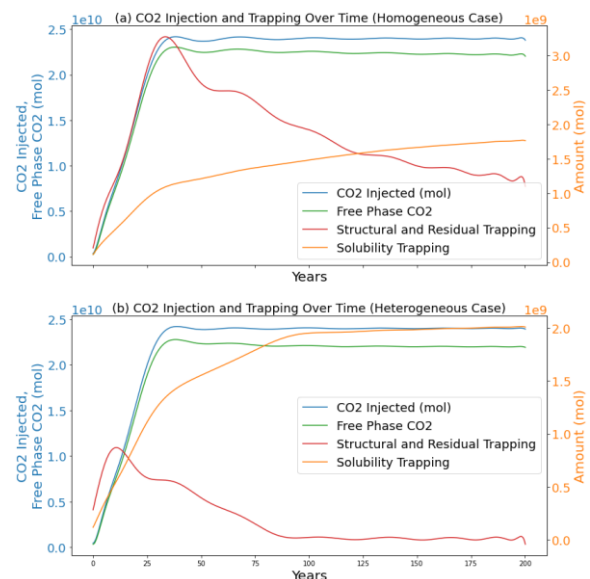 (a) CO2 Injection and Trapping Over Time (Homogeneous Case)
1e10
1e9
2.5
2.0
1.5
1.0
0.5
0.0
CO2 Injected,
Free Phase CO2 (mol)
3.0
2.5
2.0
1.5
1.0
0.5
0.0
Amount (mol)
CO2 Injected (mol)
Free Phase CO2
Structural and Residual Trapping
Solubility Trapping
Years
(b) CO2 Injection and Trapping Over Time (Heterogeneous Case)
1e10
1e9
2.5
2.0
1.5
1.0
0.5
0.0
CO2 Injected,
Free Phase CO2 (mol)
2.0
1.5
1.0
0.5
0.0
Amount (mol)
CO2 Injected (mol)
Free Phase CO2
Structural and Residual Trapping
Solubility Trapping
0 25 50 75 100 125 150 175 200
Years